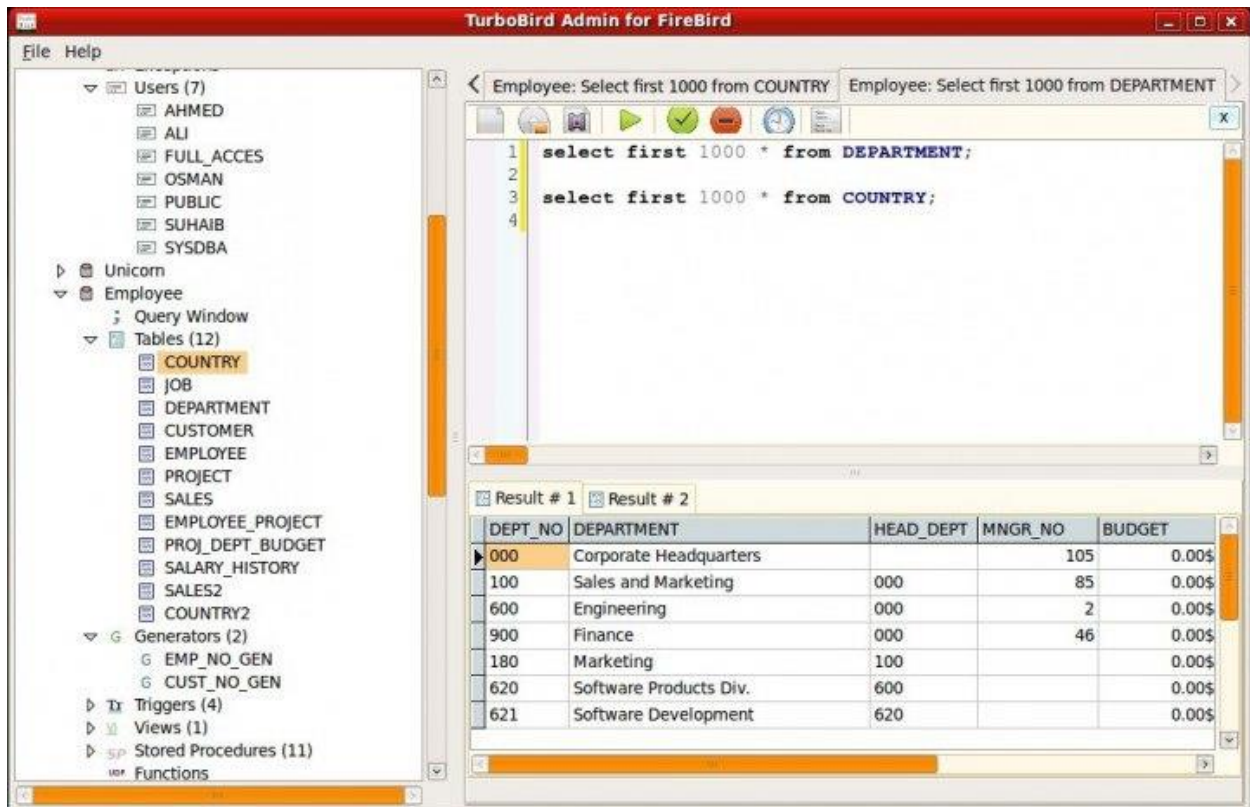 TurboBird Admin for FireBird
File Help
Users (7)
AHMED
ALI
FULL_ACCES
OSMAN
PUBLIC
SUHAIB
SYSDBA
Unicorn
Employee
; Query Window
Tables (12)
COUNTRY
JOB
DEPARTMENT
CUSTOMER
EMPLOYEE
PROJECT
SALES
EMPLOYEE_PROJECT
PROJ_DEPT_BUDGET
SALARY_HISTORY
SALES2
COUNTRY2
G Generators (2)
G EMP_NO_GEN
G CUST_NO_GEN
Tx Triggers (4)
Views (1)
SP Stored Procedures (11)
UDF Functions
Employee: Select first 1000 from COUNTRY Employee: Select first 1000 from DEPARTMENT
x
1 select first 1000 * from DEPARTMENT;
2
3 select first 1000 * from COUNTRY;
4
Result # 1 Result # 2
DEPT_NO DEPARTMENT HEAD_DEPT MNGR_NO BUDGET
000 Corporate Headquarters 105 0.00$
100 Sales and Marketing 000 85 0.00$
600 Engineering 000 2 0.00$
900 Finance 000 46 0.00$
180 Marketing 100 0.00$
620 Software Products Div. 600 0.00$
621 Software Development 620 0.00$